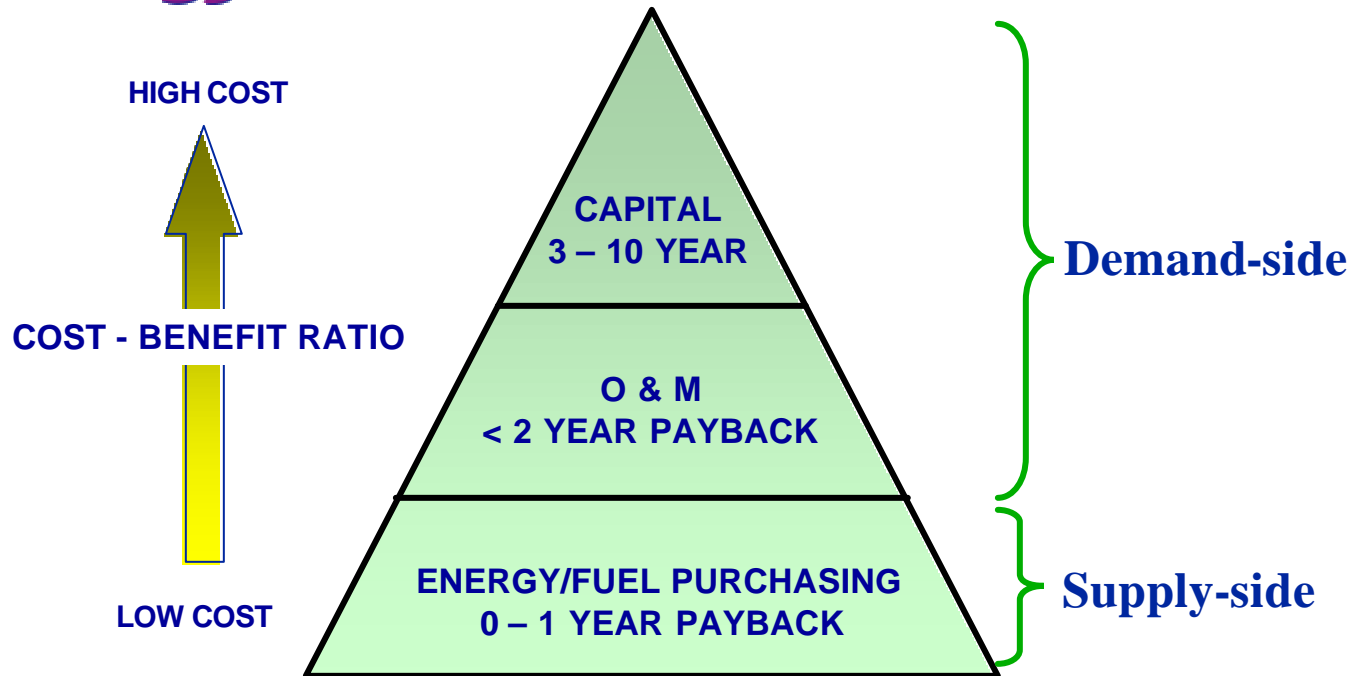 HIGH COST
CAPITAL
3 – 10 YEAR
Demand-side
COST - BENEFIT RATIO
O & M
< 2 YEAR PAYBACK
ENERGY/FUEL PURCHASING
0 – 1 YEAR PAYBACK
Supply-side
LOW COST